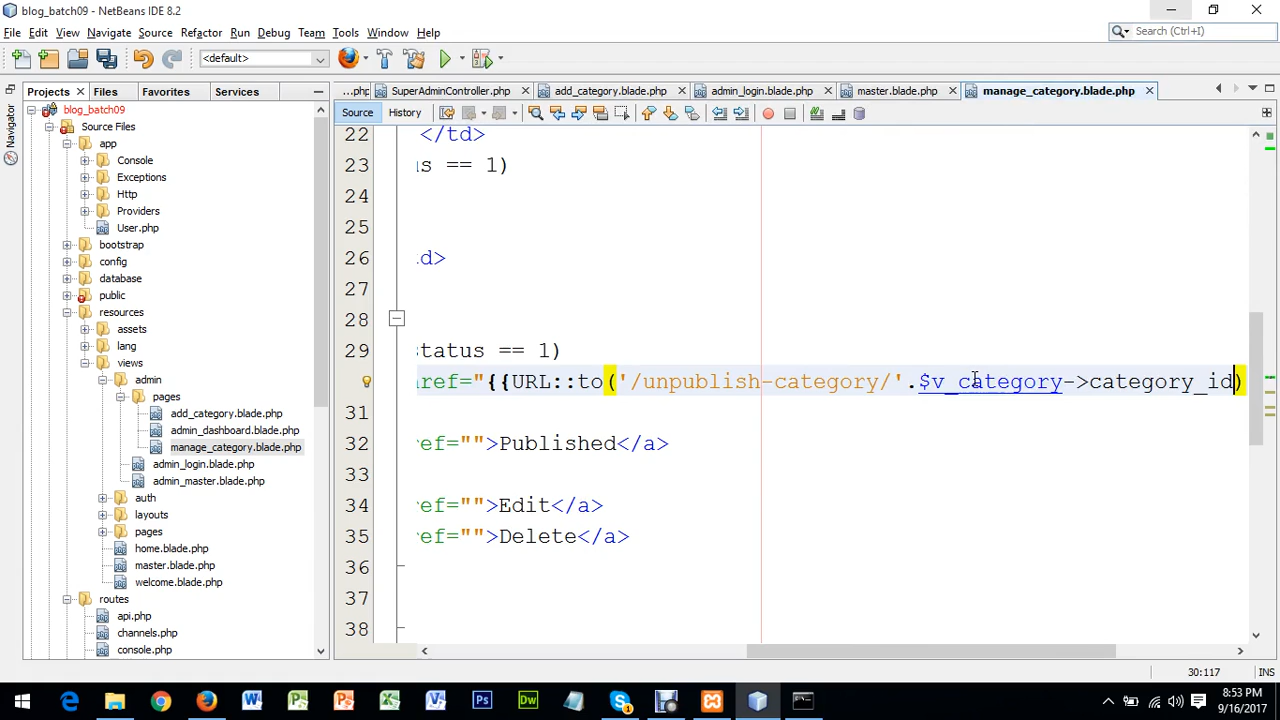 blog_batch09 - NetBeans IDE 8.2
File Edit View Navigate Source Refactor Run Debug Team Tools Window Help
Search (Ctrl+I)
<default>
Projects Files Favorites Services
...php SuperAdminController.php add_category.blade.php admin_login.blade.php master.blade.php manage_category.blade.php
Navigator
Source History
blog_batch09
Source Files
app
Console
Exceptions
Http
Providers
User.php
bootstrap
config
database
public
resources
assets
lang
views
admin
pages
add_category.blade.php
admin_dashboard.blade.php
manage_category.blade.php
admin_login.blade.php
admin_master.blade.php
auth
layouts
pages
home.blade.php
master.blade.php
welcome.blade.php
routes
api.php
channels.php
console.php
22 </td>
23 us == 1)
24
25
26 d>
27
28
29 status == 1)
href="{{URL::to('/unpublish-category/'.$v_category->category_id)
31
32 ref="">Published</a>
33
34 ref="">Edit</a>
35 ref="">Delete</a>
36
37
38
30:117 INS
8:53 PM
9/16/2017